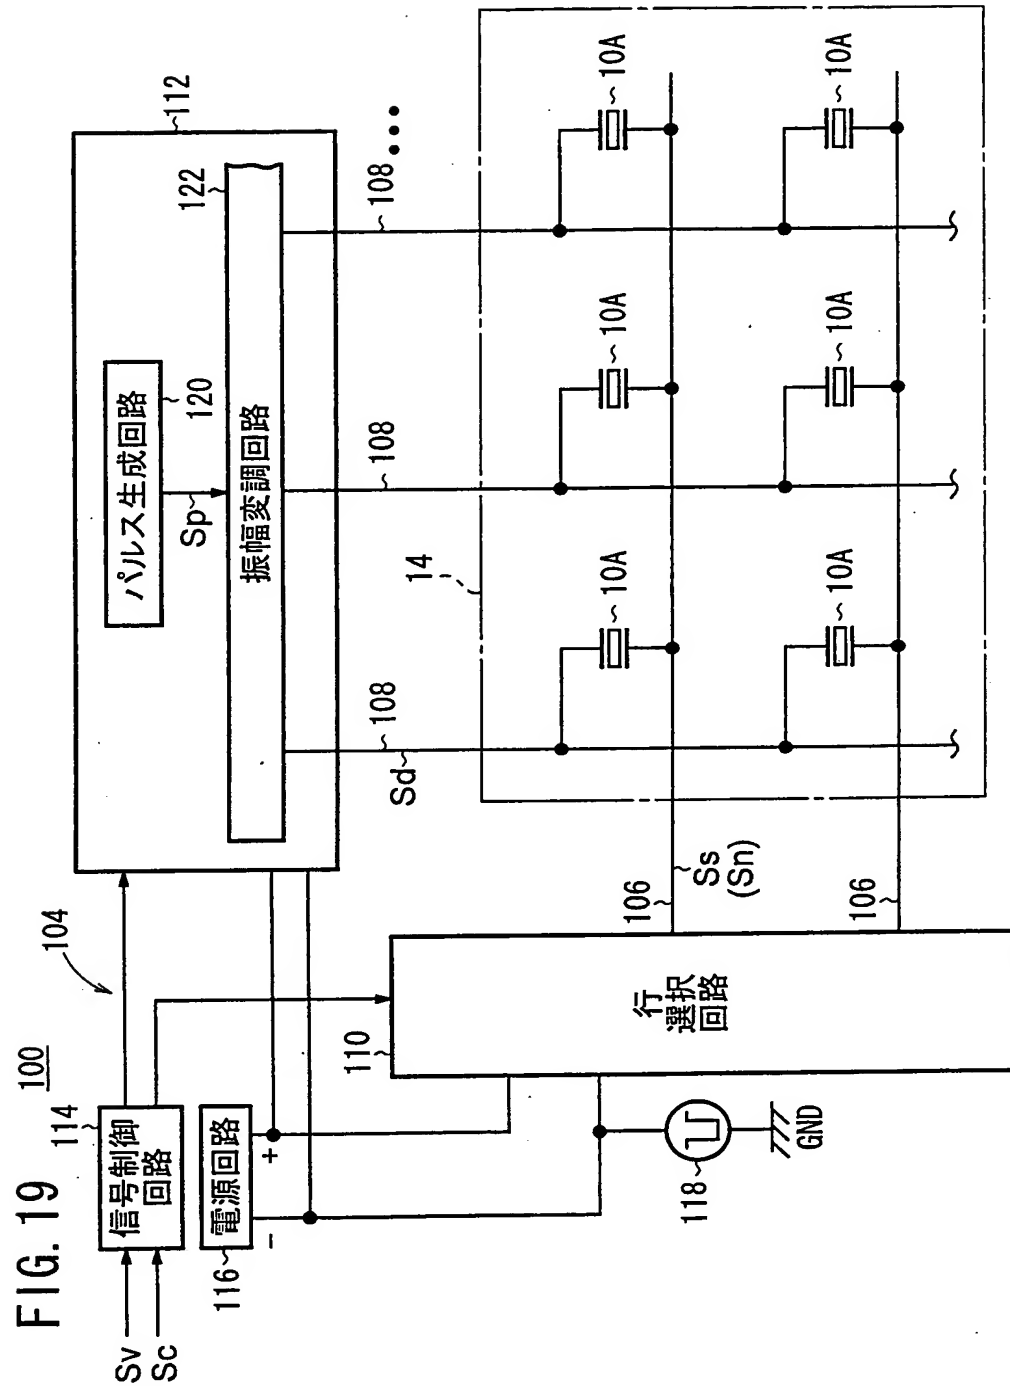 FIG. 19
100
104
Sv
Sc
114
信号制御
回路
116
電源回路
-
+
112
パルス生成回路
120
Sp
122
振幅変調回路
108
108
108
Sd
14
110
行
選択
回路
106
Ss
(Sn)
106
118
GND
10A
10A
10A
10A
10A
10A